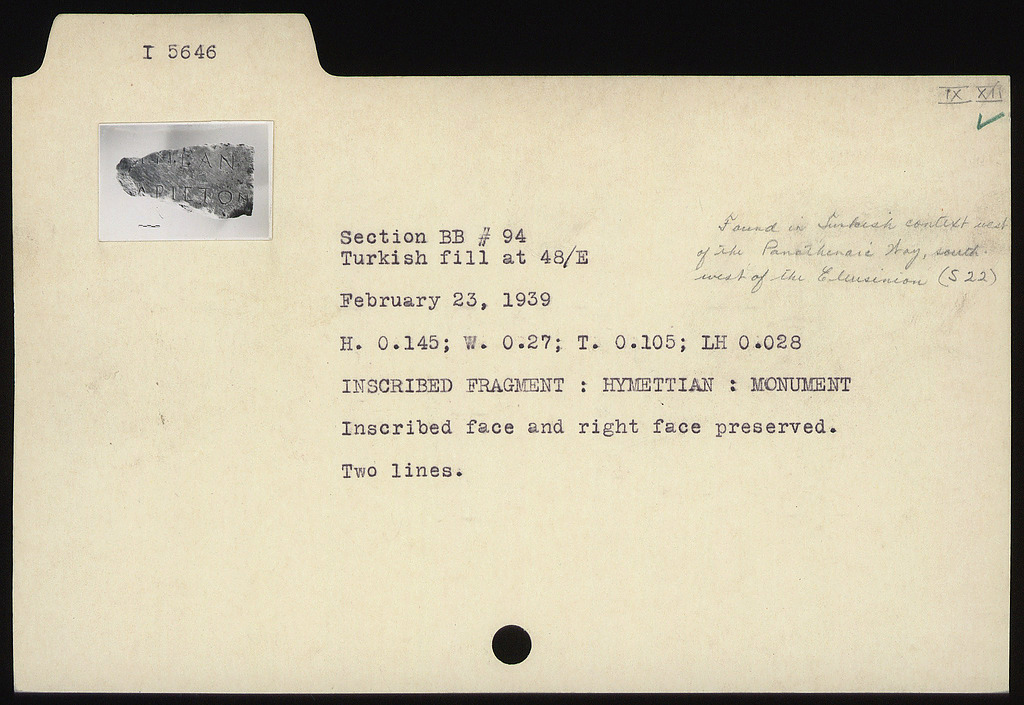 I 5646
IX XII
Section BB # 94
Turkish fill at 48/E
February 23, 1939
H. 0.145; W. 0.27; T. 0.105; LH 0.028
INSCRIBED FRAGMENT : HYMETTIAN : MONUMENT
Inscribed face and right face preserved.
Two lines.
Found in Turkish context west
of the Panathenaic Way, south-
west of the Eleusinion (S 22)